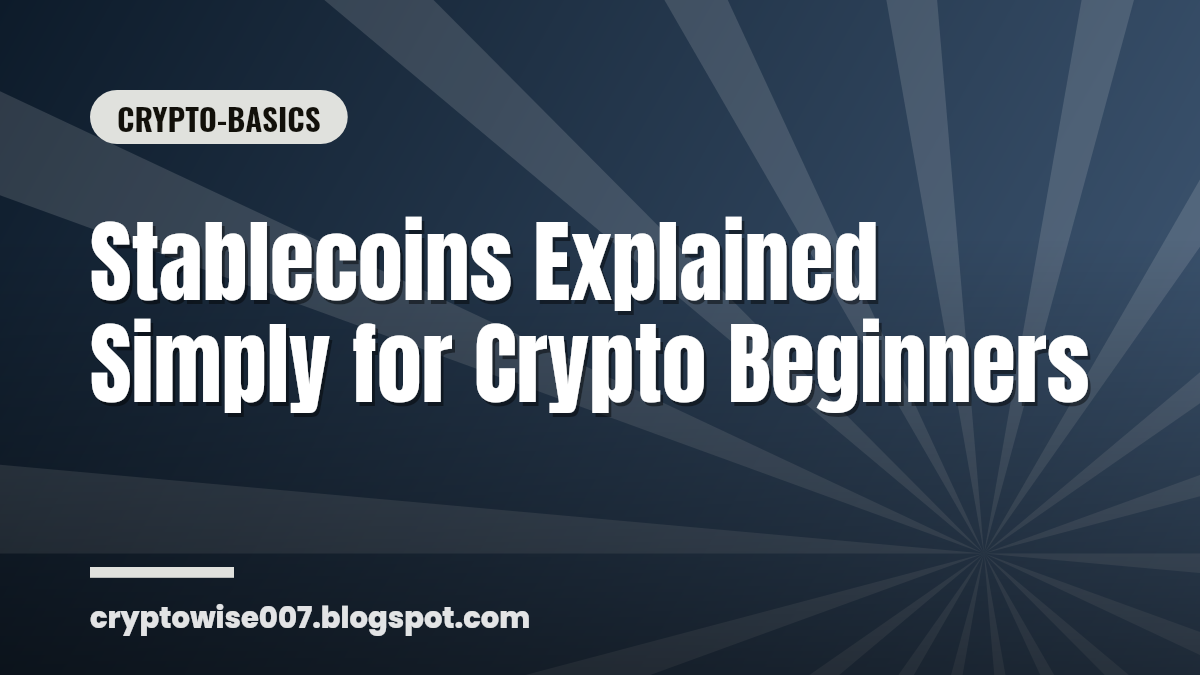 CRYPTO-BASICS
Stablecoins Explained
Simply for Crypto Beginners
cryptowise007.blogspot.com